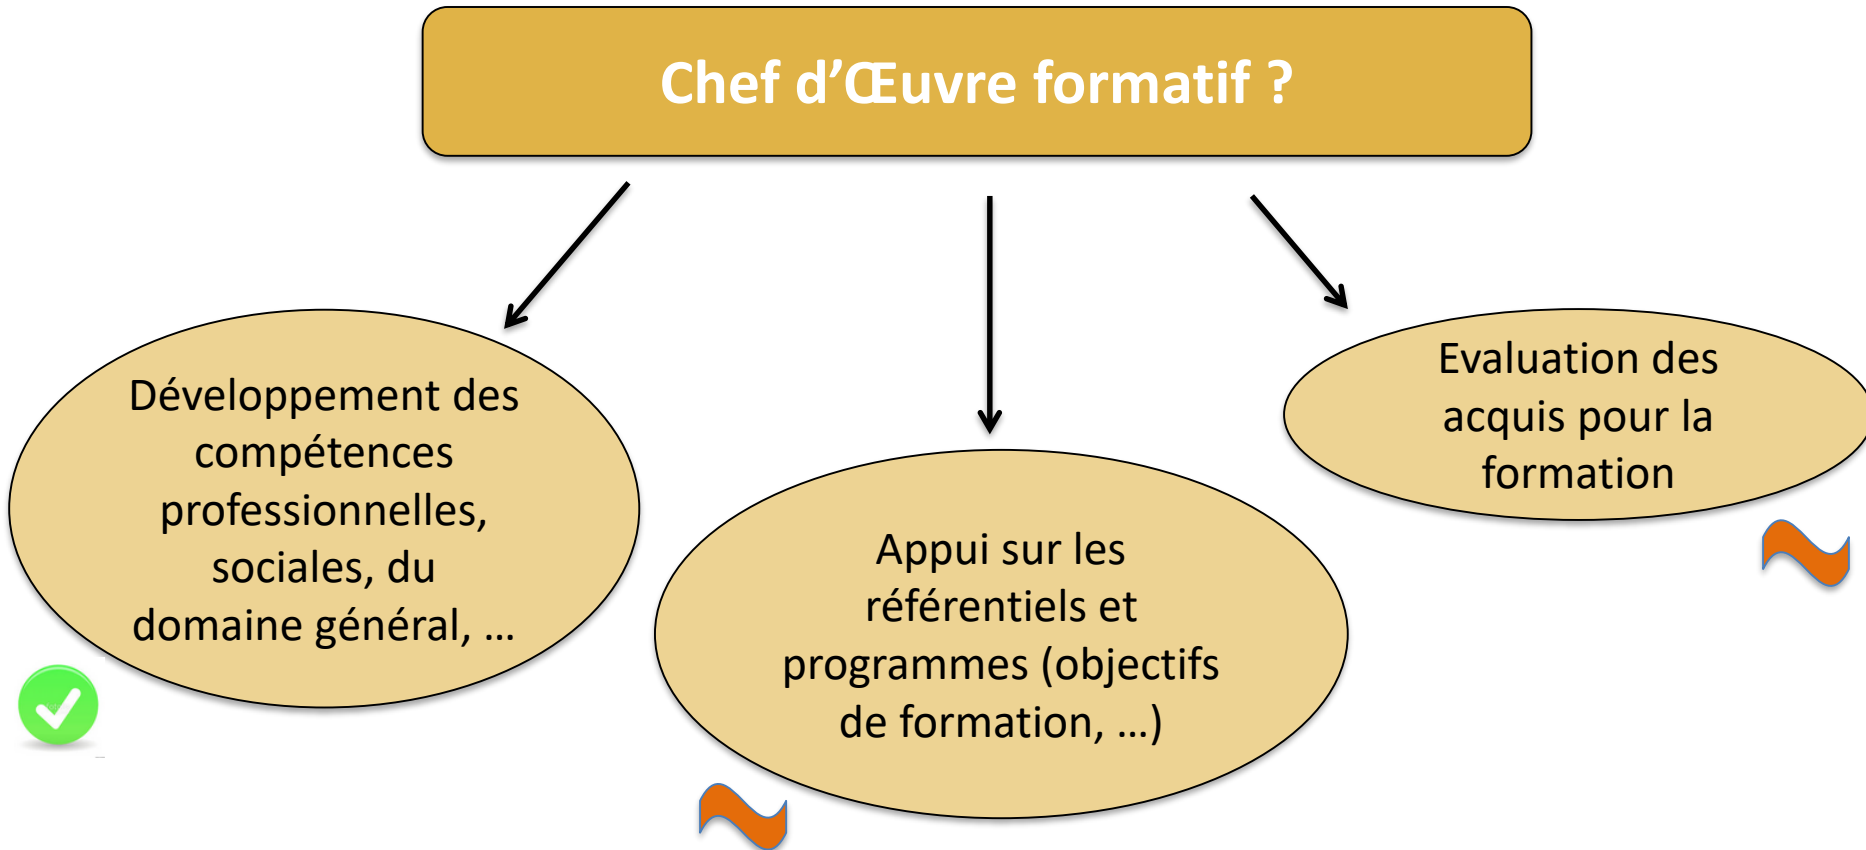 Chef d’Œuvre formatif ?
Développement des
compétences
professionnelles,
sociales, du
domaine général, …
Appui sur les
référentiels et
programmes (objectifs
de formation, …)
Evaluation des
acquis pour la
formation